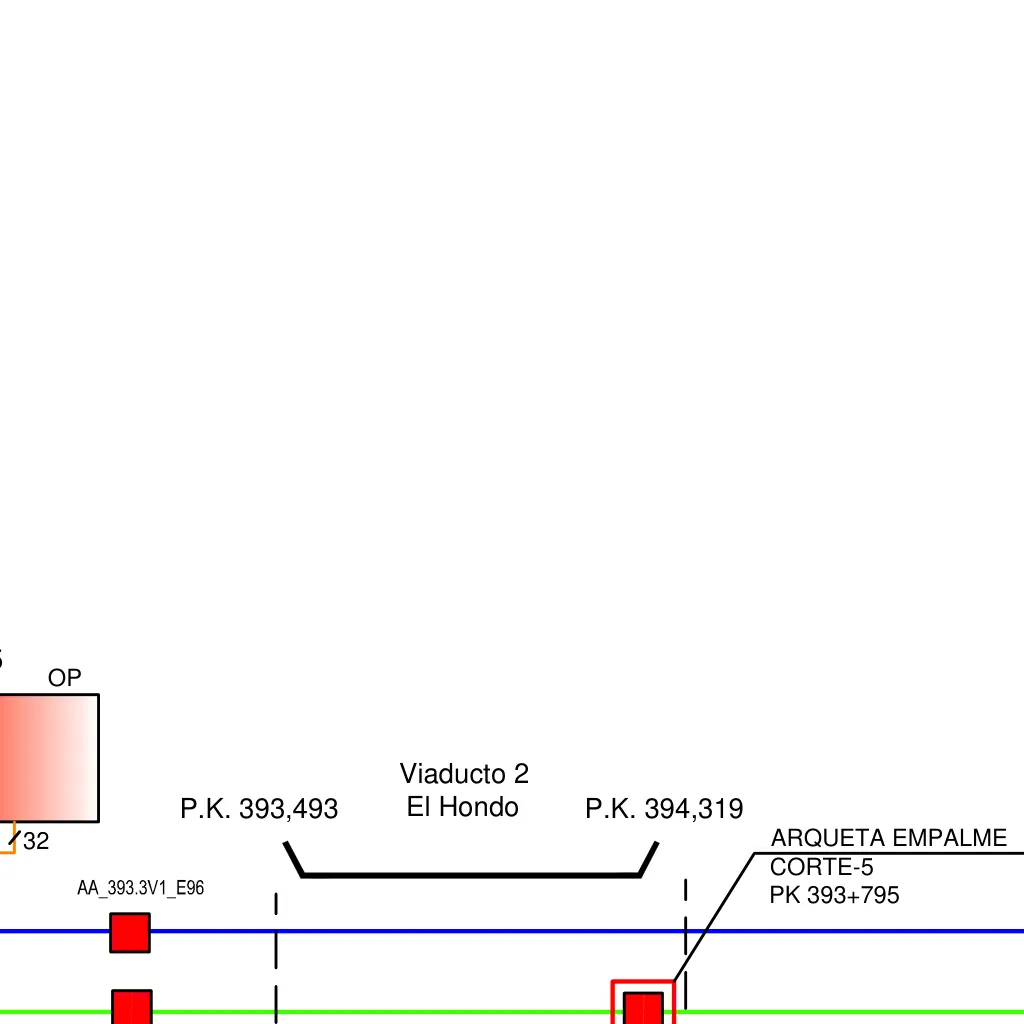 OP
Viaducto 2
El Hondo
P.K. 393,493
P.K. 394,319
32
ARQUETA EMPALME
CORTE-5
PK 393+795
AA_393.3V1_E96